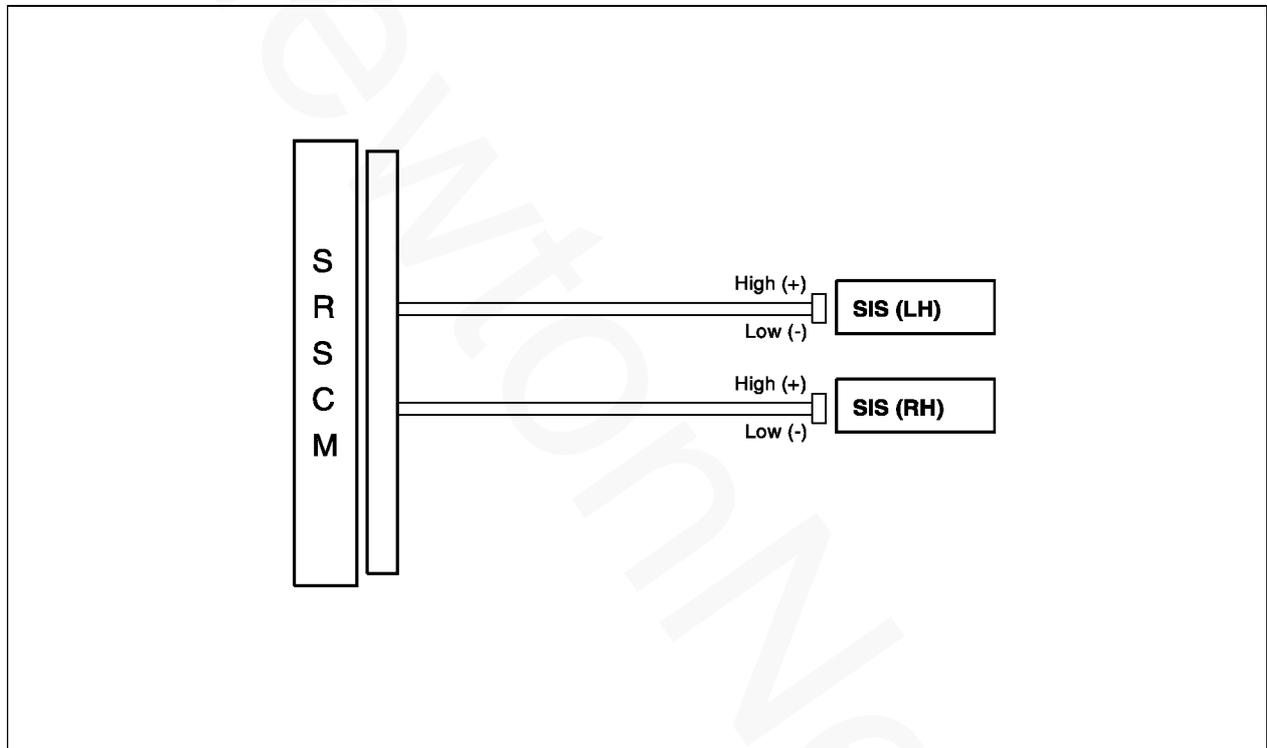 S
R
S
C
M
High (+)
SIS (LH)
Low (-)
High (+)
SIS (RH)
Low (-)